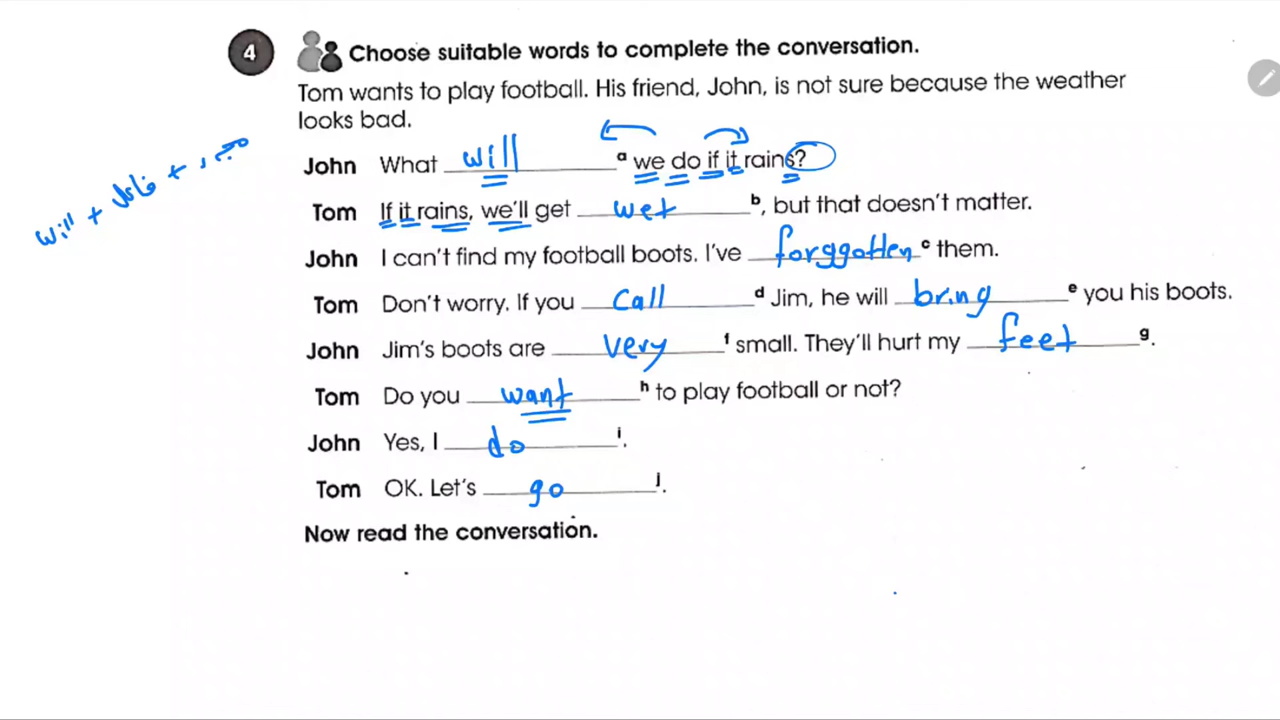 4 Choose suitable words to complete the conversation.
Tom wants to play football. His friend, John, is not sure because the weather
looks bad.
will + فاعل + مجرد
John What will ᵃ we do if it rains?
Tom If it rains, we'll get wet ᵇ, but that doesn't matter.
John I can't find my football boots. I've forggotten ᶜ them.
Tom Don't worry. If you call ᵈ Jim, he will bring ᵉ you his boots.
John Jim's boots are very ᶠ small. They'll hurt my feet ᵍ.
Tom Do you want ʰ to play football or not?
John Yes, I do ⁱ.
Tom OK. Let's go ʲ.
Now read the conversation.